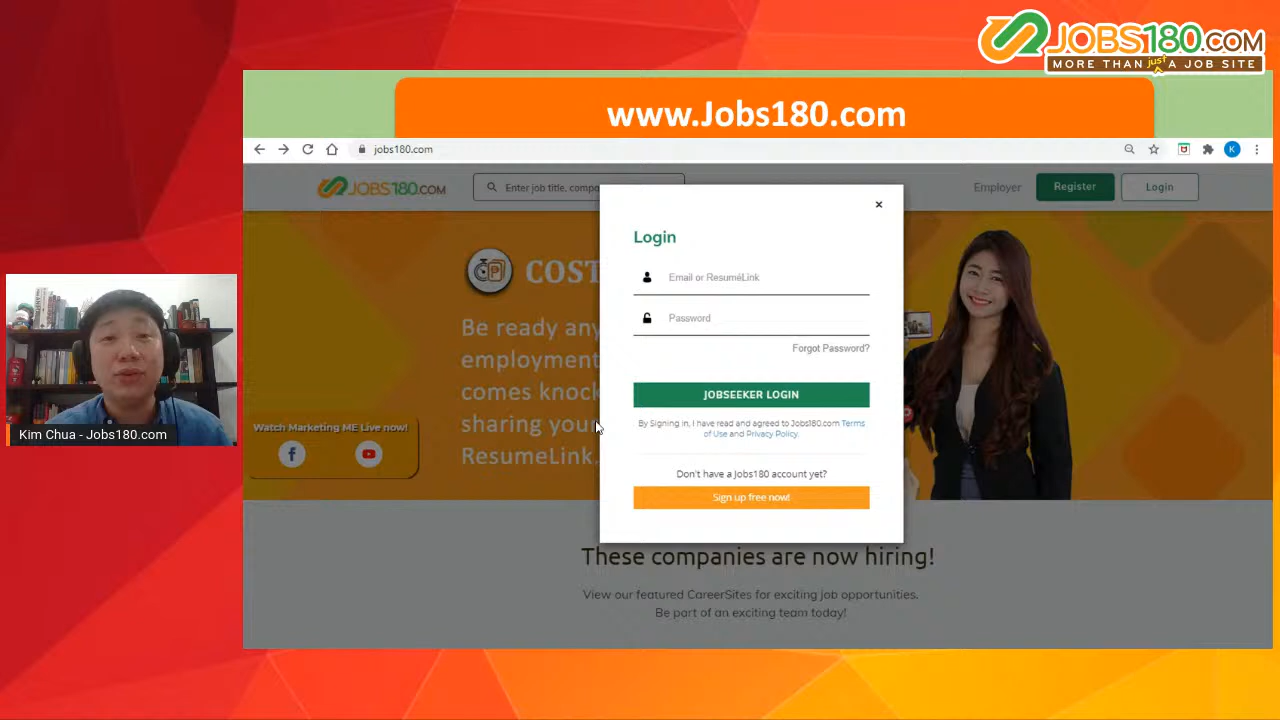 JOBS180.COM
MORE THAN just A JOB SITE
www.Jobs180.com
jobs180.com
K
JOBS180.COM
Enter job title, compa
Employer
Register
Login
Login
Email or ResuméLink
Password
Forgot Password?
JOBSEEKER LOGIN
By Signing in, I have read and agreed to Jobs180.com Terms
of Use and Privacy Policy.
Don't have a Jobs180 account yet?
Sign up free now!
COST
Be ready any
employment
comes knock
sharing your
ResumeLink.
Watch Marketing ME Live now!
Kim Chua - Jobs180.com
These companies are now hiring!
View our featured CareerSites for exciting job opportunities.
Be part of an exciting team today!